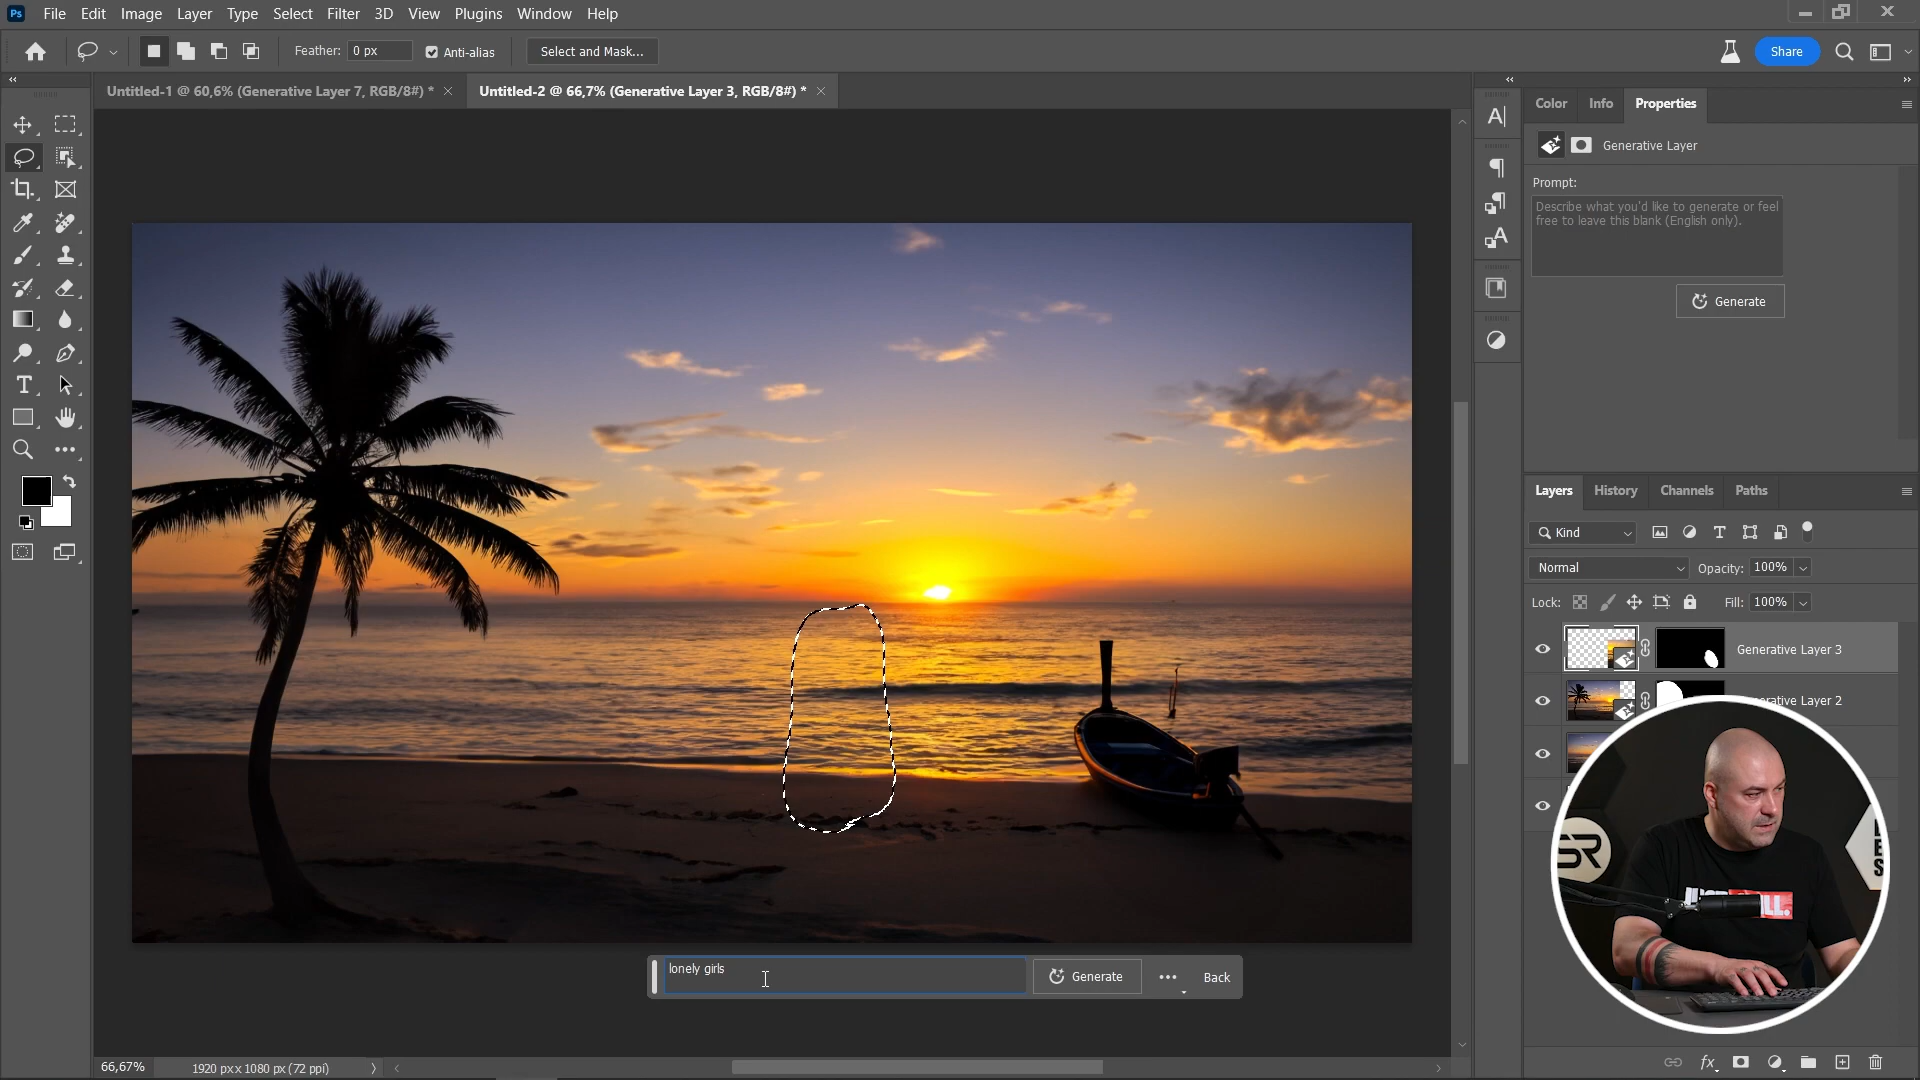 Ps File Edit Image Layer Type Select Filter 3D View Plugins Window Help
Feather: 0 px Anti-alias Select and Mask... Share
Untitled-1 @ 60,6% (Generative Layer 7, RGB/8#) * Untitled-2 @ 66,7% (Generative Layer 3, RGB/8#) *
Color Info Properties
Generative Layer
Prompt:
Describe what you'd like to generate or feel
free to leave this blank (English only).
Generate
Layers History Channels Paths
Kind
Normal Opacity: 100%
Lock: Fill: 100%
Generative Layer 3
erative Layer 2
SR
lonely girls
Generate Back
66,67% 1920 px x 1080 px (72 ppi)